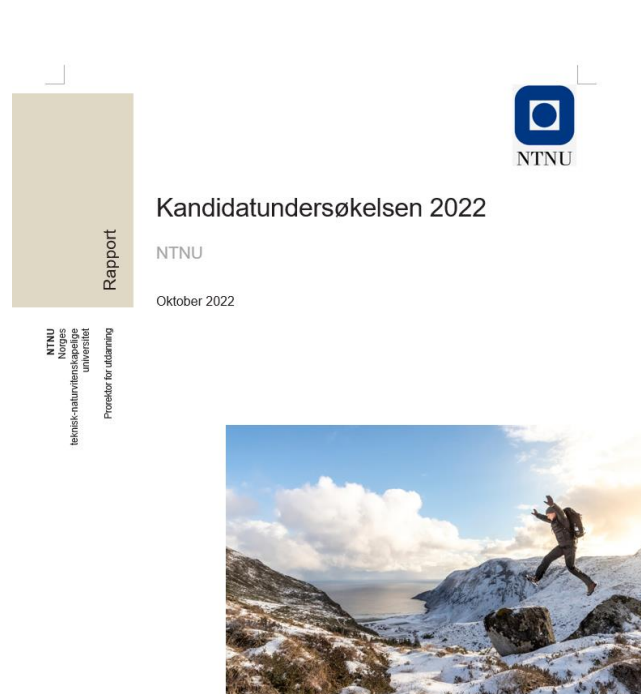 NTNU
Kandidatundersøkelsen 2022
NTNU
Oktober 2022
Rapport
NTNU
Norges
teknisk-naturvitenskapelige
universitet
Prorektor for utdanning